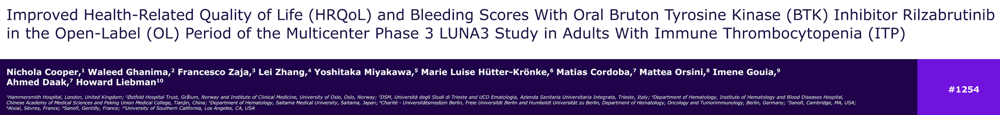 Improved Health-Related Quality of Life (HRQoL) and Bleeding Scores With Oral Bruton Tyrosine Kinase (BTK) Inhibitor Rilzabrutinib
in the Open-Label (OL) Period of the Multicenter Phase 3 LUNA3 Study in Adults With Immune Thrombocytopenia (ITP)
Nichola Cooper,¹ Waleed Ghanima,² Francesco Zaja,³ Lei Zhang,⁴ Yoshitaka Miyakawa,⁵ Marie Luise Hütter-Krönke,⁶ Matias Cordoba,⁷ Mattea Orsini,⁸ Imene Gouia,⁹
Ahmed Daak,⁷ Howard Liebman¹⁰
#1254
¹Hammersmith Hospital, London, United Kingdom; ²Østfold Hospital Trust, Grålum, Norway and Institute of Clinical Medicine, University of Oslo, Oslo, Norway; ³DSM, Università degli Studi di Trieste and UCO Ematologia, Azienda Sanitaria Universitaria Integrata, Trieste, Italy; ⁴Department of Hematology, Institute of Hematology and Blood Diseases Hospital,
Chinese Academy of Medical Sciences and Peking Union Medical College, Tianjin, China; ⁵Department of Hematology, Saitama Medical University, Saitama, Japan; ⁶Charité - Universitätsmedizin Berlin, Freie Universität Berlin and Humboldt Universität zu Berlin, Department of Hematology, Oncology and Tumorimmunology, Berlin, Germany; ⁷Sanofi, Cambridge, MA, USA;
⁸Aixial, Sèvres, France; ⁹Sanofi, Gentilly, France; ¹⁰University of Southern California, Los Angeles, CA, USA